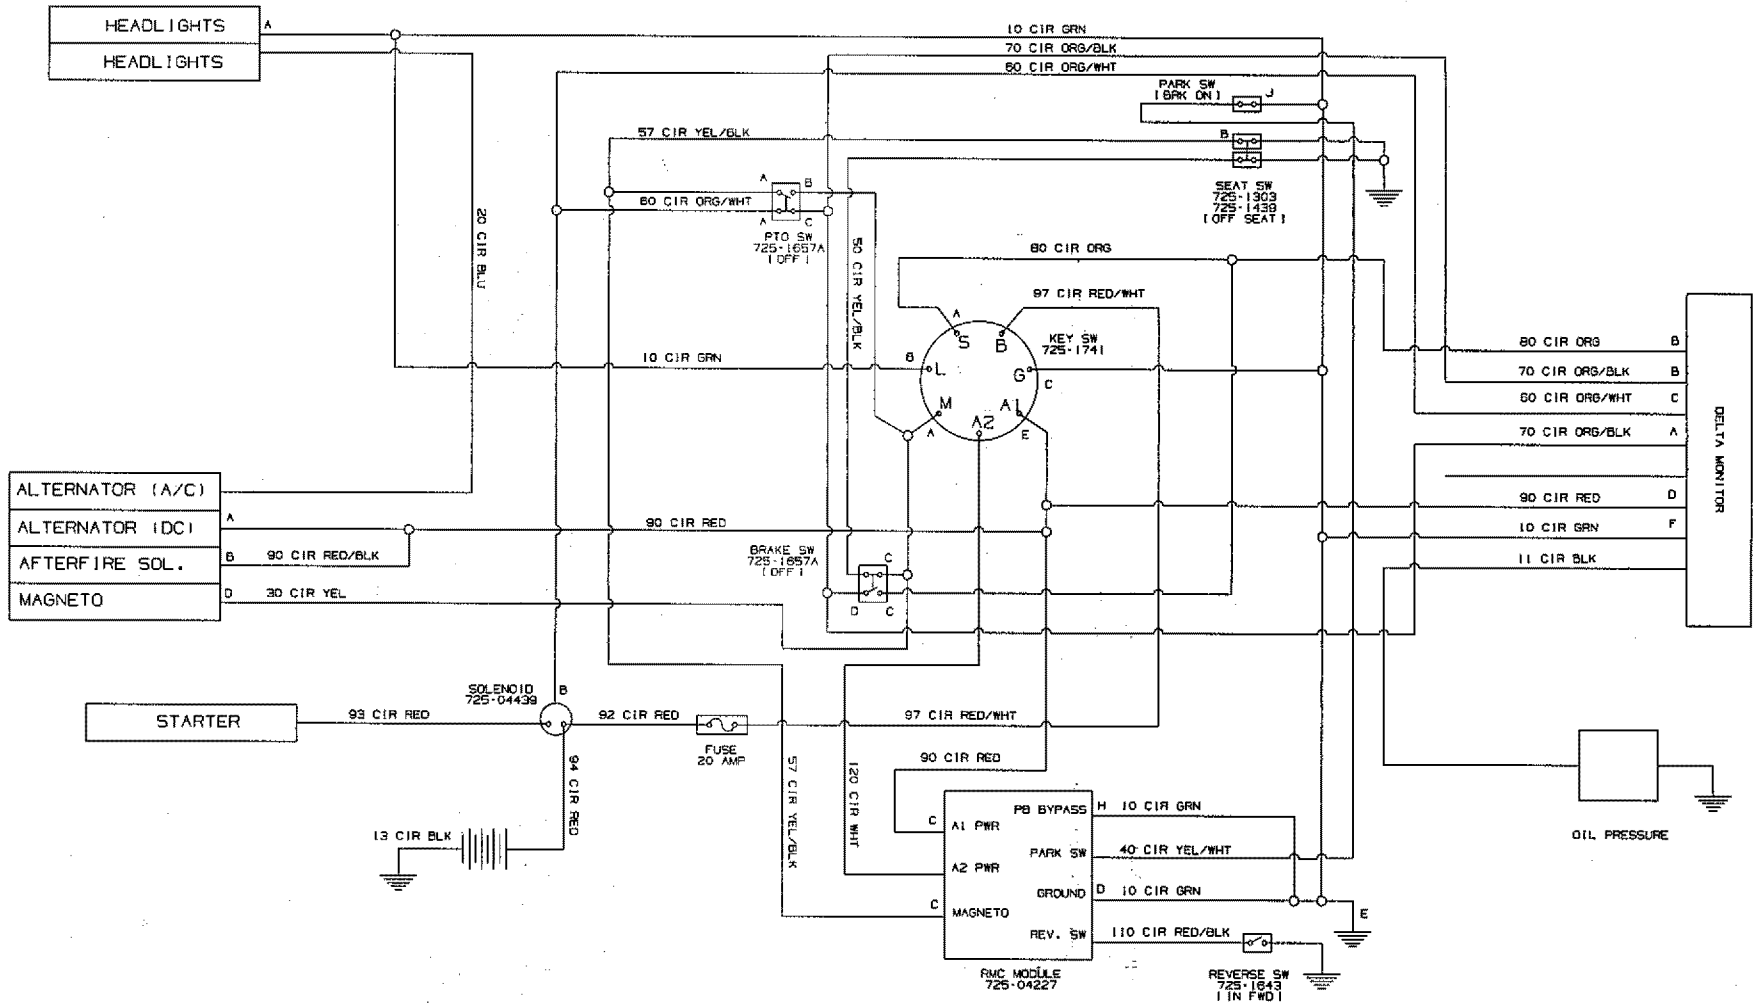 HEADLIGHTS
A
HEADLIGHTS
10 CIR GRN
70 CIR ORG/BLK
60 CIR ORG/WHT
PARK SW
[BRK ON]
J
57 CIR YEL/BLK
B
SEAT SW
725-1303
725-1439
[OFF SEAT]
A
B
60 CIR ORG/WHT
A
C
PTO SW
725-1657A
[OFF]
20 CIR BLU
50 CIR YEL/BLK
80 CIR ORG
97 CIR RED/WHT
A
S
B
KEY SW
725-1741
10 CIR GRN
B
L
G
C
M
A1
A2
A
E
80 CIR ORG
B
70 CIR ORG/BLK
B
60 CIR ORG/WHT
C
70 CIR ORG/BLK
A
90 CIR RED
D
10 CIR GRN
F
11 CIR BLK
DELTA MONITOR
ALTERNATOR (A/C)
ALTERNATOR (DC)
A
90 CIR RED
AFTERFIRE SOL.
B
90 CIR RED/BLK
MAGNETO
D
30 CIR YEL
BRAKE SW
725-1657A
[OFF]
C
D
C
SOLENOID
725-04439
B
STARTER
93 CIR RED
92 CIR RED
97 CIR RED/WHT
FUSE
20 AMP
94 CIR RED
13 CIR BLK
57 CIR YEL/BLK
120 CIR WHT
90 CIR RED
C
A1 PWR
A2 PWR
C
MAGNETO
PB BYPASS
H
10 CIR GRN
PARK SW
40 CIR YEL/WHT
GROUND
D
10 CIR GRN
REV. SW
110 CIR RED/BLK
E
RMC MODULE
725-04227
REVERSE SW
725-1643
[IN FWD]
OIL PRESSURE